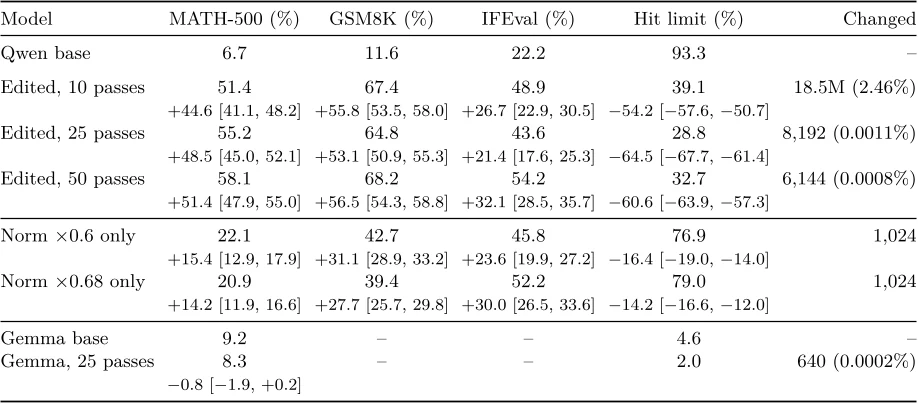 Model MATH-500 (%) GSM8K (%) IFEval (%) Hit limit (%) Changed
Qwen base 6.7 11.6 22.2 93.3 –
Edited, 10 passes 51.4 67.4 48.9 39.1 18.5M (2.46%)
+44.6 [41.1, 48.2] +55.8 [53.5, 58.0] +26.7 [22.9, 30.5] −54.2 [−57.6, −50.7]
Edited, 25 passes 55.2 64.8 43.6 28.8 8,192 (0.0011%)
+48.5 [45.0, 52.1] +53.1 [50.9, 55.3] +21.4 [17.6, 25.3] −64.5 [−67.7, −61.4]
Edited, 50 passes 58.1 68.2 54.2 32.7 6,144 (0.0008%)
+51.4 [47.9, 55.0] +56.5 [54.3, 58.8] +32.1 [28.5, 35.7] −60.6 [−63.9, −57.3]
Norm ×0.6 only 22.1 42.7 45.8 76.9 1,024
+15.4 [12.9, 17.9] +31.1 [28.9, 33.2] +23.6 [19.9, 27.2] −16.4 [−19.0, −14.0]
Norm ×0.68 only 20.9 39.4 52.2 79.0 1,024
+14.2 [11.9, 16.6] +27.7 [25.7, 29.8] +30.0 [26.5, 33.6] −14.2 [−16.6, −12.0]
Gemma base 9.2 – – 4.6 –
Gemma, 25 passes 8.3 – – 2.0 640 (0.0002%)
−0.8 [−1.9, +0.2]